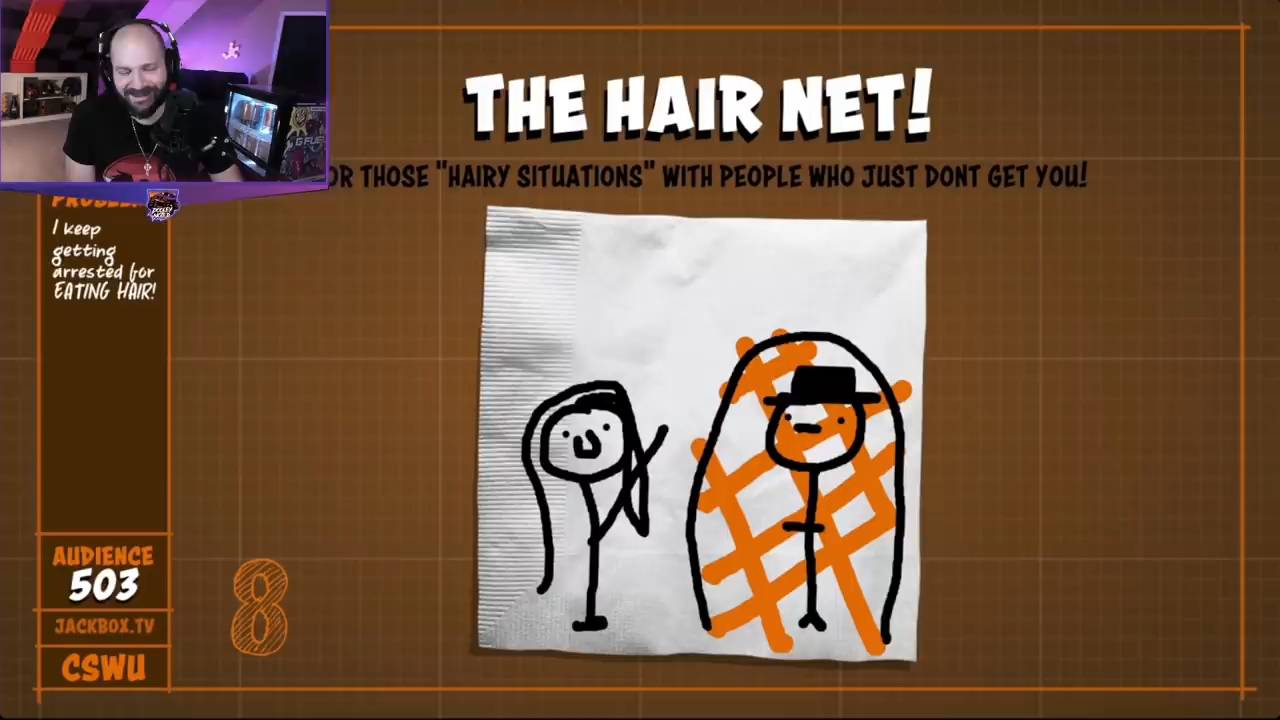 THE HAIR NET!
OR THOSE "HAIRY SITUATIONS" WITH PEOPLE WHO JUST DONT GET YOU!
I keep
getting
arrested for
EATING HAIR!
AUDIENCE
503
JACKBOX.TV
CSWU
8
G FUEL